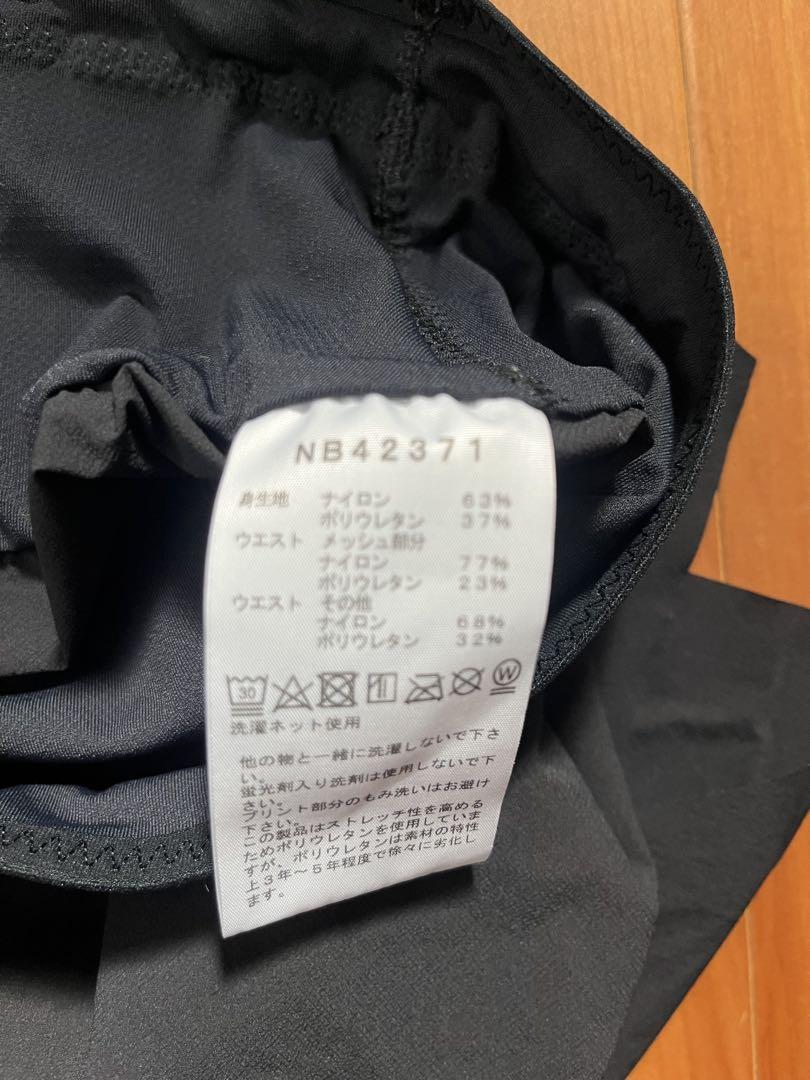 NB42371
身生地 ナイロン 63%
ポリウレタン 37%
ウエスト メッシュ部分
ナイロン 77%
ポリウレタン 23%
ウエスト その他
ナイロン 68%
ポリウレタン 32%
30 W
洗濯ネット使用
他の物と一緒に洗濯しないで下さ
い。
蛍光剤入り洗剤は使用しないで下
さい。
プリント部分のもみ洗いはお避け
下さい。
この製品はストレッチ性を高める
ためポリウレタンを使用していま
すが、ポリウレタンは素材の特性
上3年~5年程度で徐々に劣化し
ます。